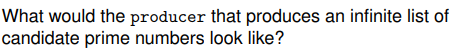 What would the producer that produces an infinite list of
candidate prime numbers look like?